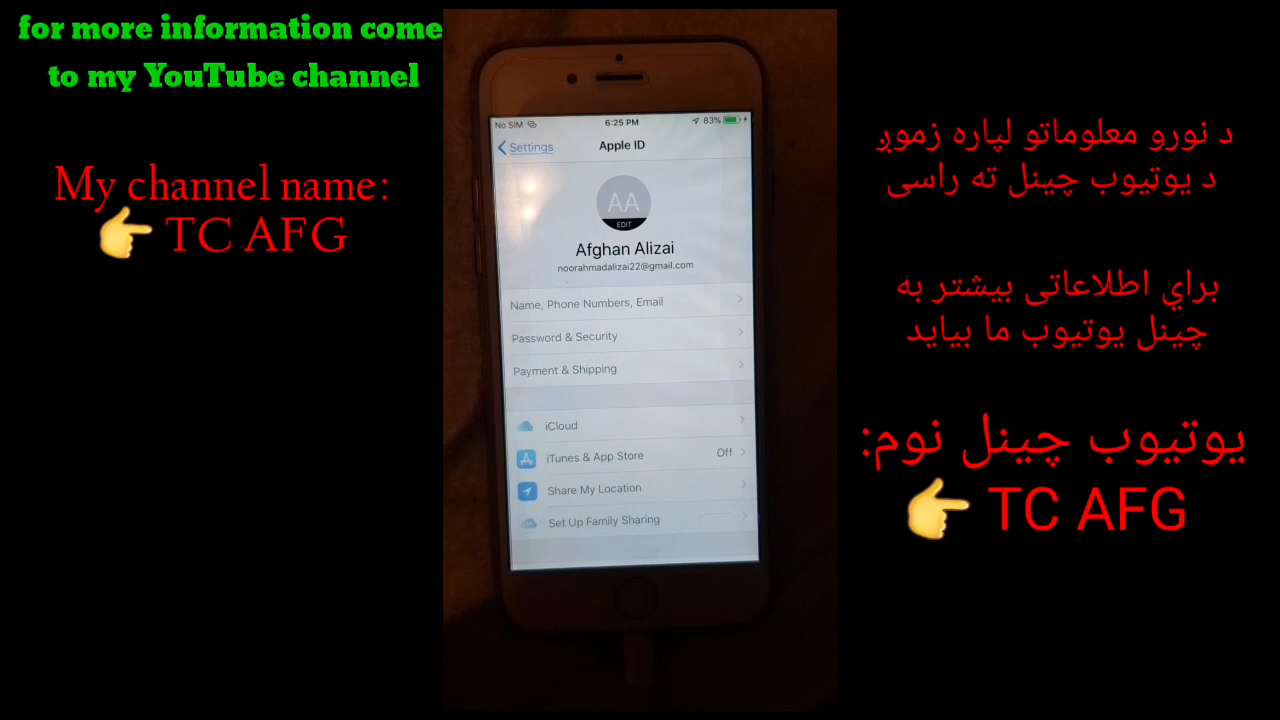 for more information come
to my YouTube channel
My channel name:
👉 TC AFG
No SIM 6:25 PM 83%
Settings Apple ID
AA
EDIT
Afghan Alizai
noorahmadalizai22@gmail.com
Name, Phone Numbers, Email
Password & Security
Payment & Shipping
iCloud
iTunes & App Store Off
Share My Location
Set Up Family Sharing
د نورو معلوماتو لپاره زموږ
د یوټیوب چینل ته راسی
براي اطلاعاتی بیشتر به
چینل یوتیوب ما بیاید
یوتیوب چینل نوم:
👉 TC AFG